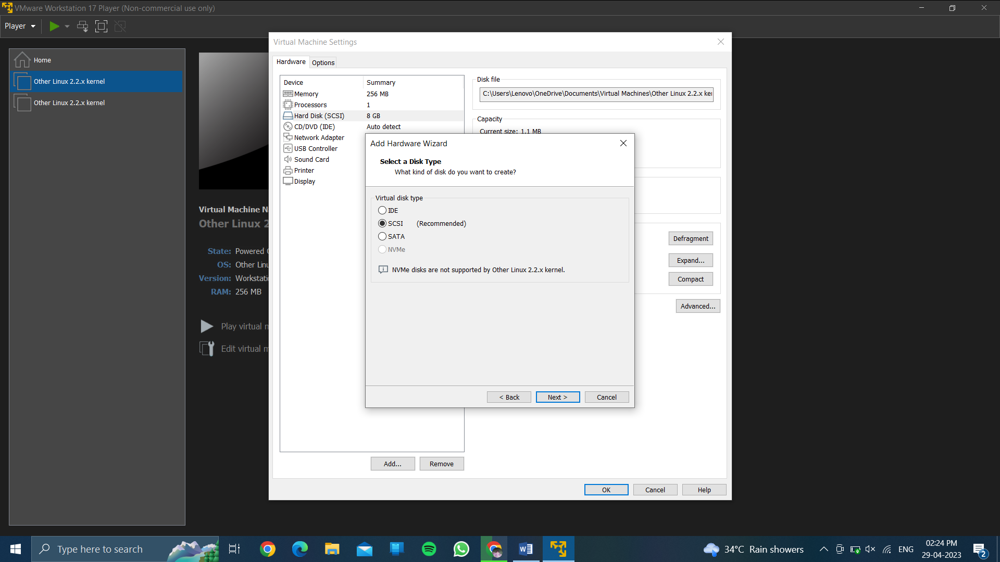 VMware Workstation 17 Player (Non-commercial use only)
Player
Home
Other Linux 2.2.x kernel
Other Linux 2.2.x kernel
Virtual Machine N
Other Linux 2
State: Powered
OS: Other Linu
Version: Workstati
RAM: 256 MB
Play virtual
Edit virtual
Virtual Machine Settings
Hardware
Options
Device Summary
Memory 256 MB
Processors 1
Hard Disk (SCSI) 8 GB
CD/DVD (IDE) Auto detect
Network Adapter
USB Controller
Sound Card
Printer
Display
Add...
Remove
Disk file
C:\Users\Lenovo\OneDrive\Documents\Virtual Machines\Other Linux 2.2.x ker
Capacity
Current size: 1.1 MB
Defragment
Expand...
Compact
Advanced...
OK
Cancel
Help
Add Hardware Wizard
Select a Disk Type
What kind of disk do you want to create?
Virtual disk type
IDE
SCSI (Recommended)
SATA
NVMe
NVMe disks are not supported by Other Linux 2.2.x kernel.
< Back
Next >
Cancel
Type here to search
34°C Rain showers
ENG
02:24 PM
29-04-2023
2